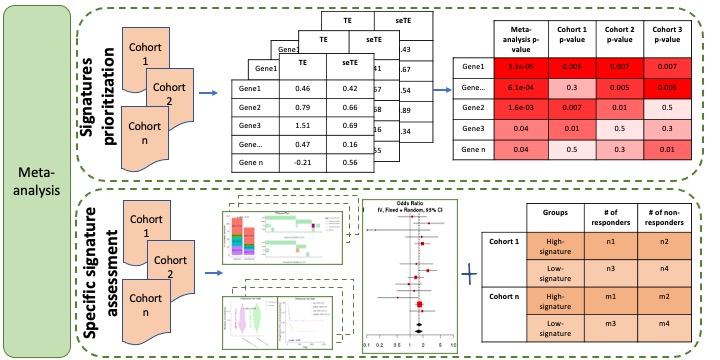 Meta-
analysis
Signatures
prioritization
Cohort
1
Cohort
2
Cohort
n
TE seTE
.43
.67
.54
.89
.34
Gene1
TE seTE
41
.66
.58
16
55
Gene1
TE seTE
Gene1 0.46 0.42
Gene2 0.79 0.66
Gene3 1.51 0.69
Gene... 0.47 0.16
Gene n -0.21 0.56
Meta-
analysis p-
value
Cohort 1
p-value
Cohort 2
p-value
Cohort 3
p-value
Gene1 3.2e-05 0.005 0.007 0.007
Gene... 6.1e-04 0.3 0.005 0.005
Gene2 1.6e-03 0.007 0.01 0.5
Gene3 0.04 0.01 0.5 0.3
Gene n 0.04 0.5 0.3 0.01
Specific signature
assessment
Cohort
1
Cohort
2
Cohort
n
Odds Ratio
IV, Fixed + Random, 95% CI
0.1 0.5 1 2 10
+
Groups
# of
responders
# of non-
responders
Cohort 1
High-
signature
n1 n2
Low-
signature
n3 n4
Cohort n
High-
signature
m1 m2
Low-
signature
m3 m4